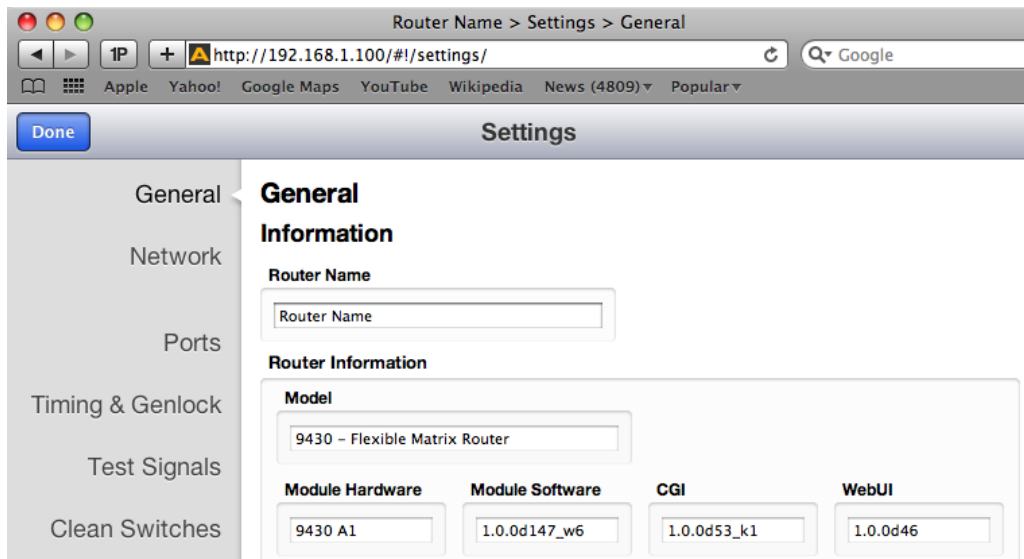 Router Name > Settings > General
1P
+
http://192.168.1.100/#!/settings/
Google
Apple Yahoo! Google Maps YouTube Wikipedia News (4809) Popular
Done
Settings
General
Network
Ports
Timing & Genlock
Test Signals
Clean Switches
General
Information
Router Name
Router Name
Router Information
Model
9430 – Flexible Matrix Router
Module Hardware Module Software CGI WebUI
9430 A1 1.0.0d147_w6 1.0.0d53_k1 1.0.0d46